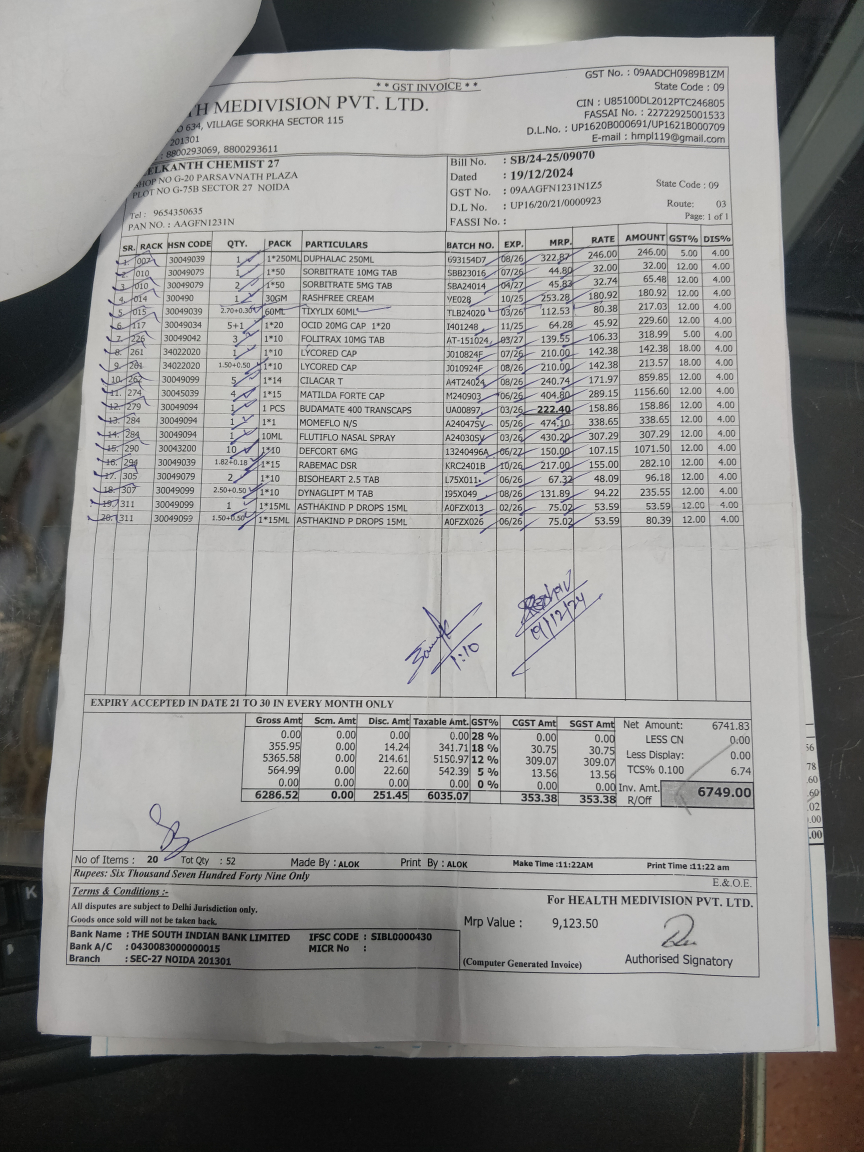 * * GST INVOICE * *
GST No. : 09AADCH0989B1ZM
State Code : 09
TH MEDIVISION PVT. LTD.
CIN : U85100DL2012PTC246805
634, VILLAGE SORKHA SECTOR 115
FASSAI No. : 22722925001533
201301
D.L.No. : UP1620B000691/UP1621B000709
: 8800293069, 8800293611
E-mail : hmpl119@gmail.com
ELKANTH CHEMIST 27
SHOP NO G-20 PARSAVNATH PLAZA
PLOT NO G-75B SECTOR 27 NOIDA
Tel : 9654350635
PAN NO. : AAGFN1231N
Bill No. : SB/24-25/09070
Dated : 19/12/2024
GST No. : 09AAGFN1231N1Z5 State Code : 09
D.L No. : UP16/20/21/0000923 Route: 03
FASSI No. : Page: 1 of 1
SR. RACK HSN CODE QTY. PACK PARTICULARS BATCH NO. EXP. MRP. RATE AMOUNT GST% DIS%
1. 007 30049039 1 1*250ML DUPHALAC 250ML 693154D7 08/26 322.87 246.00 246.00 5.00 4.00
2. 010 30049079 1 1*50 SORBITRATE 10MG TAB SBB23016 07/26 44.80 32.00 32.00 12.00 4.00
3. 010 30049079 2 1*50 SORBITRATE 5MG TAB SBA24014 04/27 45.83 32.74 65.48 12.00 4.00
4. 014 300490 1 30GM RASHFREE CREAM YE028 10/25 253.28 180.92 180.92 12.00 4.00
5. 015 30049039 2.70+0.30 60ML TIXYLIX 60ML TLB24020 03/26 112.53 80.38 217.03 12.00 4.00
6. 117 30049034 5+1 1*20 OCID 20MG CAP 1*20 I401248 11/25 64.28 45.92 229.60 12.00 4.00
7. 226 30049042 3 1*10 FOLITRAX 10MG TAB AT-151024 03/27 139.55 106.33 318.99 5.00 4.00
8. 261 34022020 1 1*10 LYCORED CAP J010824F 07/26 210.00 142.38 142.38 18.00 4.00
9. 261 34022020 1.50+0.50 1*10 LYCORED CAP J010924F 08/26 210.00 142.38 213.57 18.00 4.00
10. 262 30049099 5 1*14 CILACAR T A4T24024 08/26 240.74 171.97 859.85 12.00 4.00
11. 274 30045039 4 1*15 MATILDA FORTE CAP M240903 06/26 404.80 289.15 1156.60 12.00 4.00
12. 279 30049094 1 1 PCS BUDAMATE 400 TRANSCAPS UA00897 03/26 222.40 158.86 158.86 12.00 4.00
13. 284 30049094 1 1*1 MOMEFLO N/S A24047SV 05/26 474.10 338.65 338.65 12.00 4.00
14. 284 30049094 1 10ML FLUTIFLO NASAL SPRAY A24030SV 03/26 430.20 307.29 307.29 12.00 4.00
15. 290 30043200 10 1*10 DEFCORT 6MG 13240496A 06/27 150.00 107.15 1071.50 12.00 4.00
16. 294 30049039 1.82+0.18 1*15 RABEMAC DSR KRC2401B 10/26 217.00 155.00 282.10 12.00 4.00
17. 305 30049079 2 1*10 BISOHEART 2.5 TAB L75X011 06/26 67.32 48.09 96.18 12.00 4.00
18. 307 30049099 2.50+0.50 1*10 DYNAGLIPT M TAB I95X049 08/26 131.89 94.22 235.55 12.00 4.00
19. 311 30049099 1 1*15ML ASTHAKIND P DROPS 15ML A0FZX013 02/26 75.02 53.59 53.59 12.00 4.00
20. 311 30049099 1.50+0.50 1*15ML ASTHAKIND P DROPS 15ML A0FZX026 06/26 75.02 53.59 80.39 12.00 4.00
1:10
19/12/24
EXPIRY ACCEPTED IN DATE 21 TO 30 IN EVERY MONTH ONLY
Gross Amt Scm. Amt Disc. Amt Taxable Amt. GST% CGST Amt SGST Amt Net Amount: 6741.83
0.00 0.00 0.00 0.00 28 % 0.00 0.00 LESS CN 0.00
355.95 0.00 14.24 341.71 18 % 30.75 30.75 Less Display: 0.00
5365.58 0.00 214.61 5150.97 12 % 309.07 309.07 TCS% 0.100 6.74
564.99 0.00 22.60 542.39 5 % 13.56 13.56
0.00 0.00 0.00 0.00 0 % 0.00 0.00 Inv. Amt. 6749.00
6286.52 0.00 251.45 6035.07 353.38 353.38 R/Off
No of Items : 20 Tot Qty : 52 Made By : ALOK Print By : ALOK Make Time :11:22AM Print Time :11:22 am
Rupees: Six Thousand Seven Hundred Forty Nine Only E.&.O.E.
Terms & Conditions :-
All disputes are subject to Delhi Jurisdiction only.
Goods once sold will not be taken back.
For HEALTH MEDIVISION PVT. LTD.
Mrp Value : 9,123.50
Bank Name : THE SOUTH INDIAN BANK LIMITED IFSC CODE : SIBL0000430
Bank A/C : 0430083000000015 MICR No :
Branch : SEC-27 NOIDA 201301
(Computer Generated Invoice) Authorised Signatory